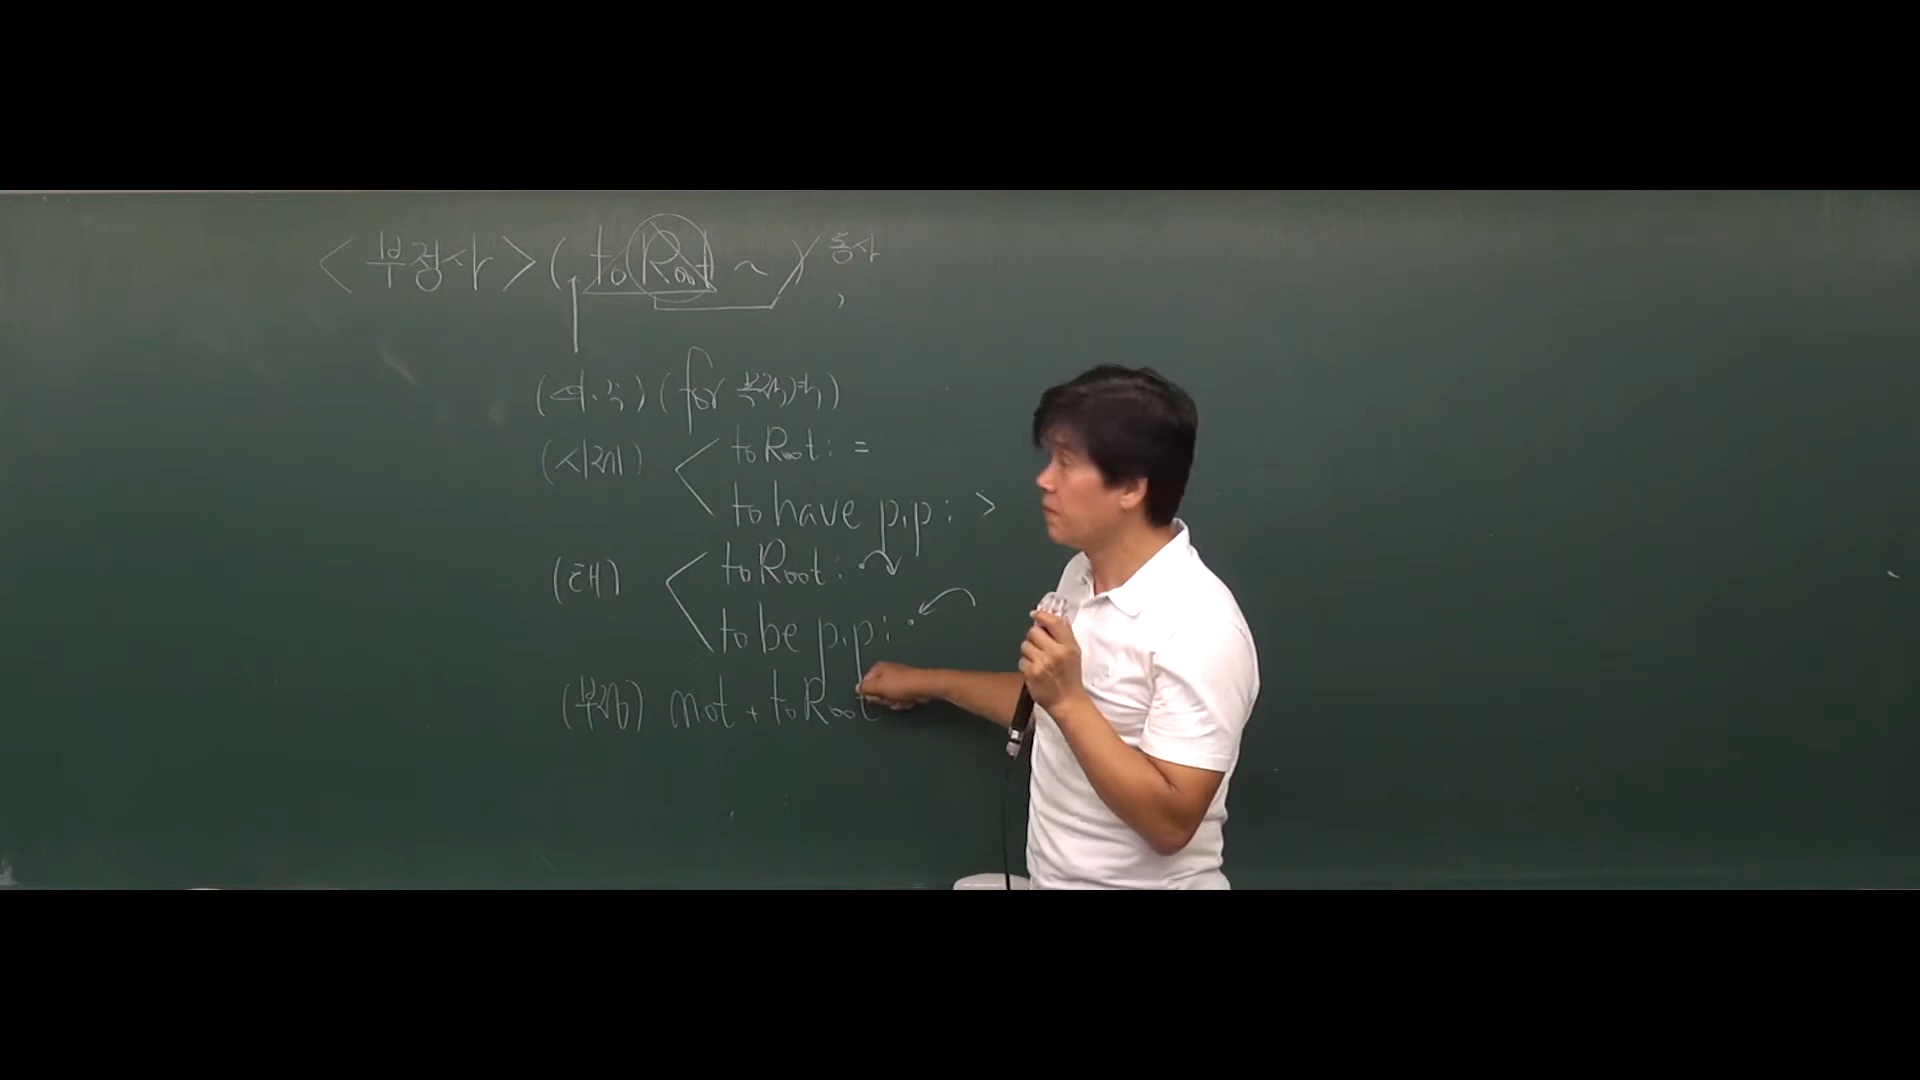 <부정사> (to Root ~) 동사
(의.주) (for 목적어)
(시제) to Root : =
to have p.p : >
(태) to Root :
to be p.p :
(부정) not + to Root